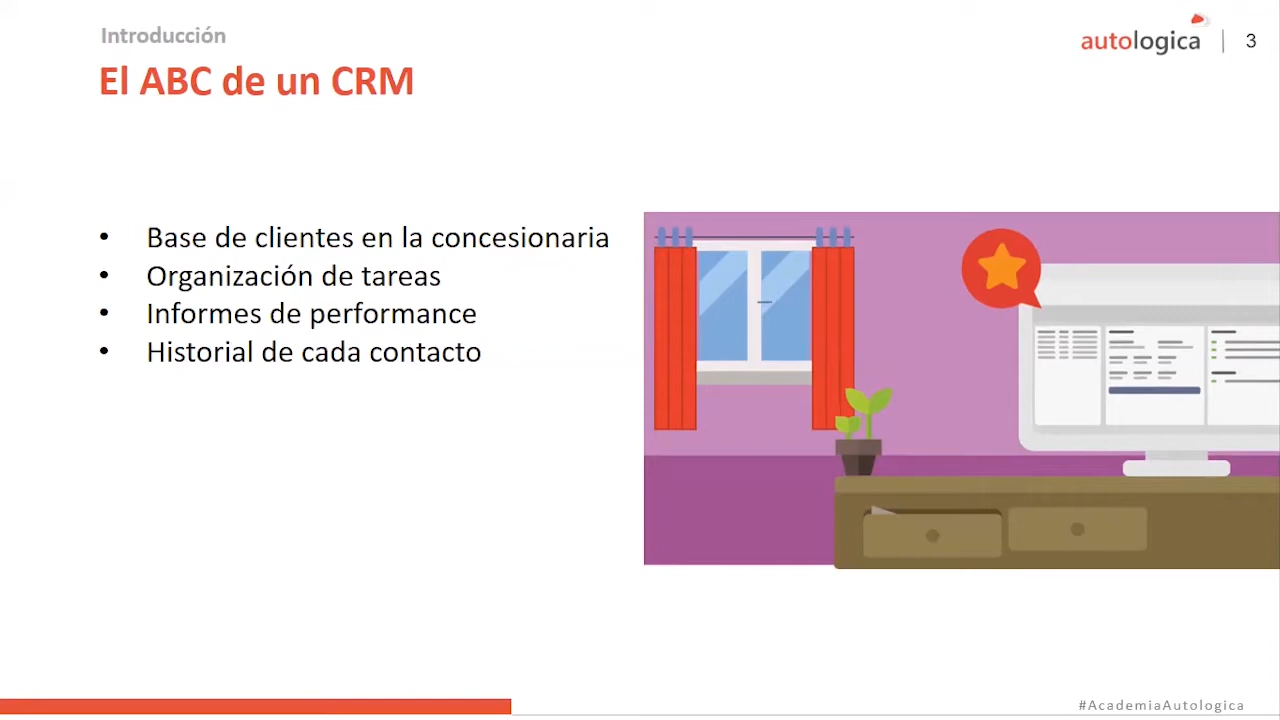 Introducción
El ABC de un CRM
autologica | 3
• Base de clientes en la concesionaria
• Organización de tareas
• Informes de performance
• Historial de cada contacto
#AcademiaAutologica